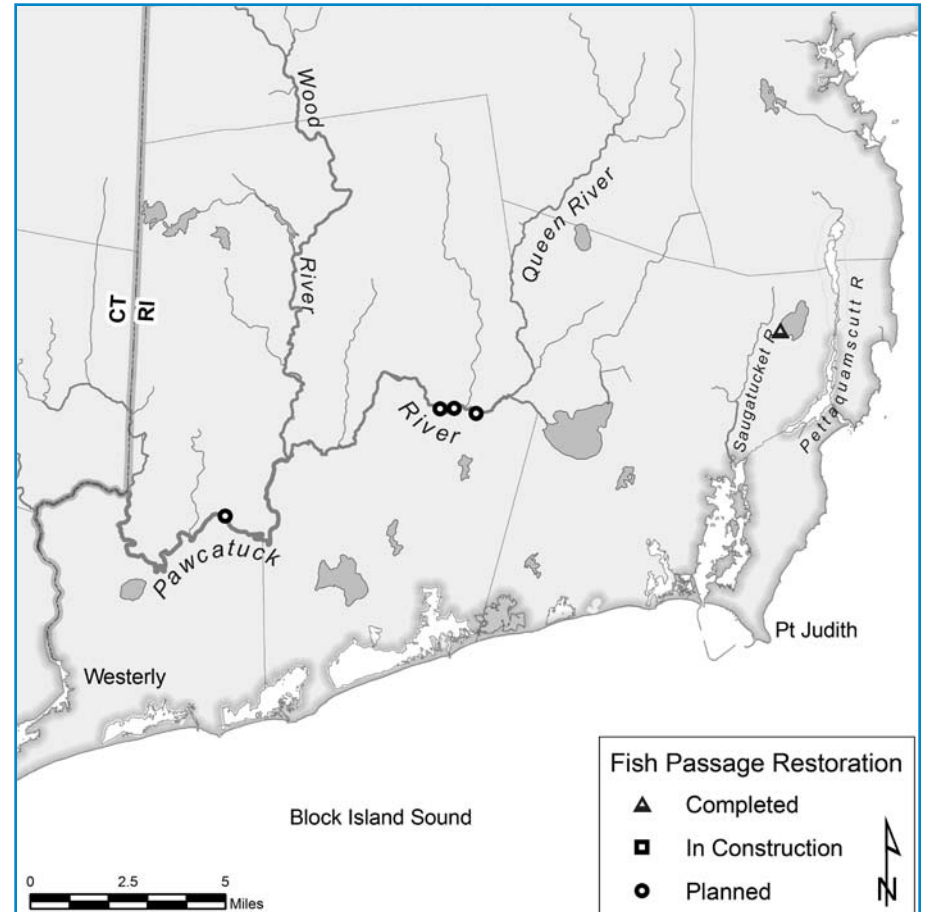 Wood
River
Queen River
CT
RI
Saugatucket R
Pettaquamscutt R
River
Pawcatuck
Pt Judith
Westerly
Block Island Sound
Fish Passage Restoration
Completed
In Construction
Planned
N
0 2.5 5
Miles